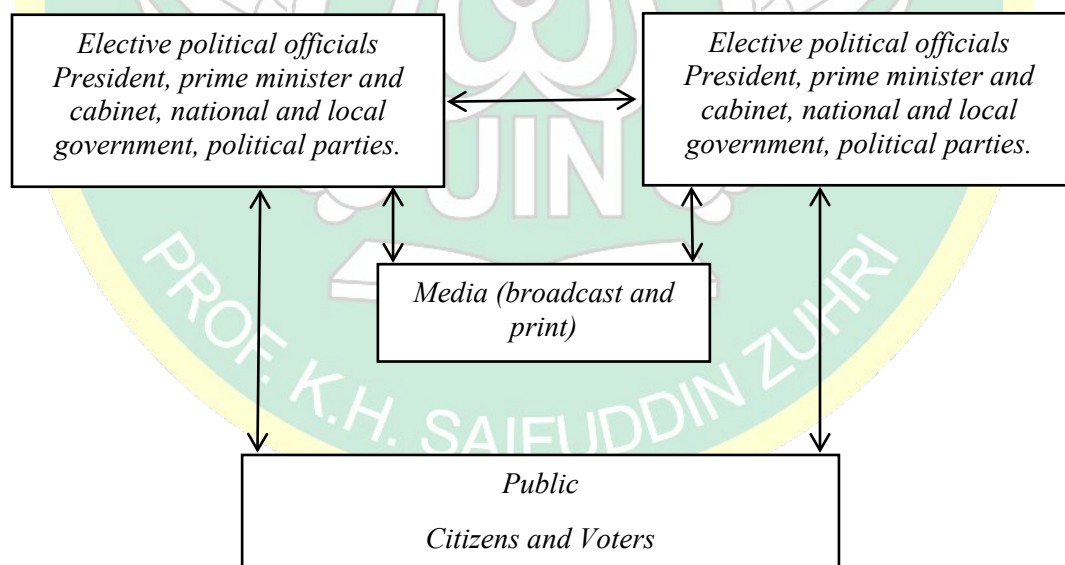 Elective political officials
President, prime minister and
cabinet, national and local
government, political parties.
Elective political officials
President, prime minister and
cabinet, national and local
government, political parties.
UIN
Media (broadcast and
print)
PROF. K.H. SAIFUDDIN ZUHRI
Public
Citizens and Voters